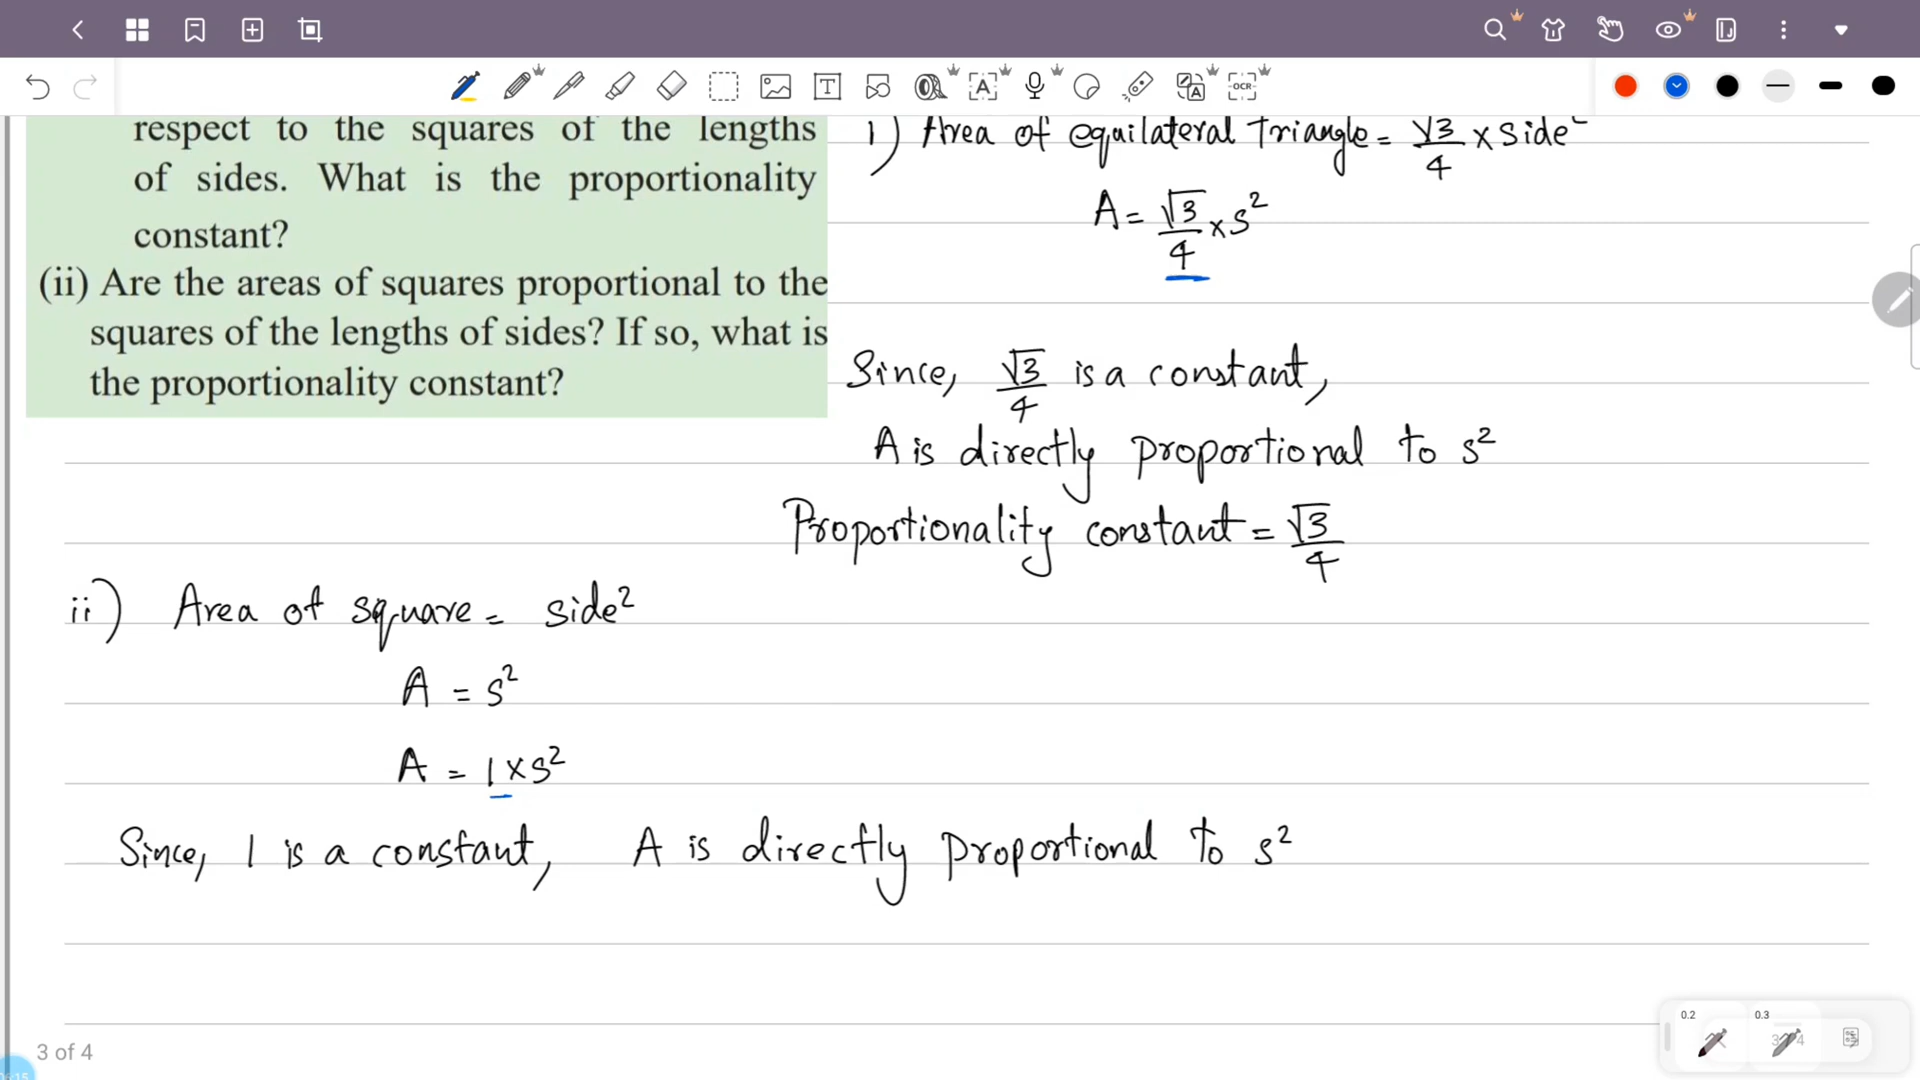 respect to the squares of the lengths
of sides. What is the proportionality
constant?
(ii) Are the areas of squares proportional to the
squares of the lengths of sides? If so, what is
the proportionality constant?
i) Area of equilateral Triangle = √3/4 × side²
A = √3/4 × s²
Since, √3/4 is a constant,
A is directly proportional to s²
Proportionality constant = √3/4
ii) Area of square = side²
A = s²
A = 1 × s²
Since, 1 is a constant, A is directly proportional to s²
3 of 4
0.2 0.3